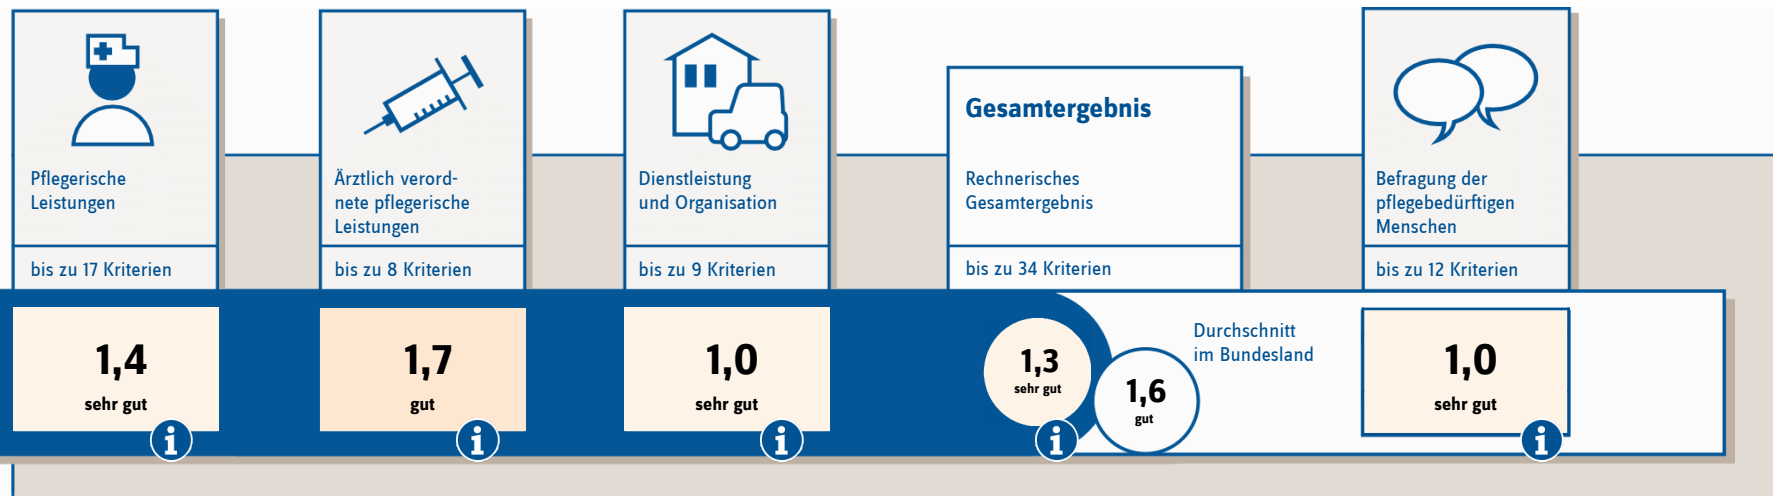 Pflegerische
Leistungen
bis zu 17 Kriterien
1,4
sehr gut
i
Ärztlich verord-
nete pflegerische
Leistungen
bis zu 8 Kriterien
1,7
gut
i
Dienstleistung
und Organisation
bis zu 9 Kriterien
1,0
sehr gut
i
Gesamtergebnis
Rechnerisches
Gesamtergebnis
bis zu 34 Kriterien
1,3
sehr gut
i
1,6
gut
Durchschnitt
im Bundesland
Befragung der
pflegebedürftigen
Menschen
bis zu 12 Kriterien
1,0
sehr gut
i